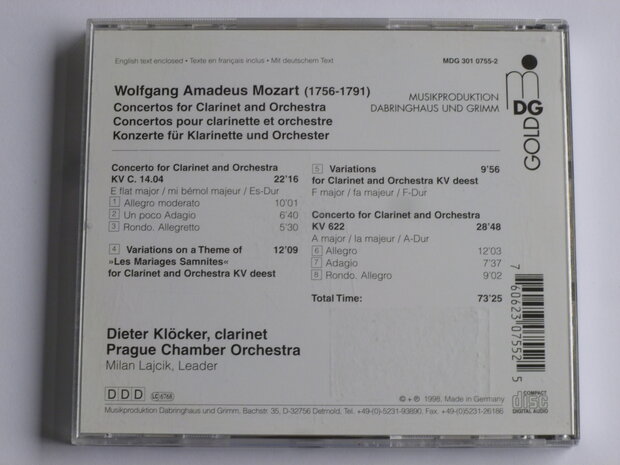 English text enclosed • Texte en français inclus • Mit deutschem Text
MDG 301 0755-2
Wolfgang Amadeus Mozart (1756-1791)
Concertos for Clarinet and Orchestra
Concertos pour clarinette et orchestre
Konzerte für Klarinette und Orchester
MUSIKPRODUKTION
DABRINGHAUS UND GRIMM
DG
GOLD
Concerto for Clarinet and Orchestra
KV C. 14.04 22'16
E flat major / mi bémol majeur / Es-Dur
1 Allegro moderato 10'01
2 Un poco Adagio 6'40
3 Rondo. Allegretto 5'30
4 Variations on a Theme of 12'09
»Les Mariages Samnites«
for Clarinet and Orchestra KV deest
5 Variations 9'56
for Clarinet and Orchestra KV deest
F major / fa majeur / F-Dur
Concerto for Clarinet and Orchestra
KV 622 28'48
A major / la majeur / A-Dur
6 Allegro 12'03
7 Adagio 7'37
8 Rondo. Allegro 9'02
Total Time: 73'25
7 60623 07552 5
Dieter Klöcker, clarinet
Prague Chamber Orchestra
Milan Lajcik, Leader
DDD
LC 6768
© + ℗ 1998, Made in Germany
COMPACT
disc
DIGITAL AUDIO
Musikproduktion Dabringhaus und Grimm, Bachstr. 35, D-32756 Detmold, Tel. +49-(0)-5231-93890, Fax +49-(0)5231-26186